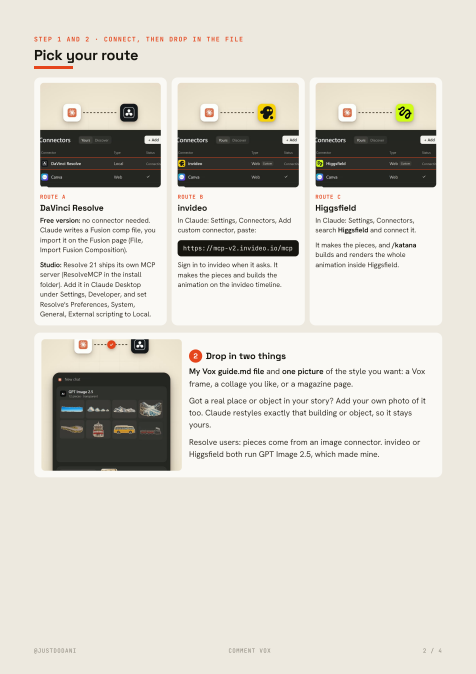 STEP 1 AND 2 · CONNECT, THEN DROP IN THE FILE
Pick your route
Connectors
Connector
Type
Status
+ Add
DaVinci Resolve
Local
Canva
Web
ROUTE A
DaVinci Resolve
Free version: no connector needed.
Claude writes a Fusion comp file, you
import it on the Fusion page (File,
Import Fusion Composition).
Studio: Resolve 21 ships its own MCP
server (ResolveMCP in the install
folder). Add it in Claude Desktop
under Settings, Developer, and set
Resolve's Preferences, System,
General, External scripting to Local.
Connectors
Type
Status
+ Add
invideo
Web
Canva
Web
ROUTE B
invideo
In Claude: Settings, Connectors, Add
custom connector, paste:
https://mcp-v2.invideo.io/mcp
Sign in to invideo when it asks. It
makes the pieces and builds the
animation on the invideo timeline.
Connectors
Type
Status
+ Add
Higgsfield
Web
Canva
Web
ROUTE C
Higgsfield
In Claude: Settings, Connectors,
search Higgsfield and connect it.
It makes the pieces, and /katana
builds and renders the whole
animation inside Higgsfield.
New chat
GPT Image 2.5
2 Drop in two things
My Vox guide.md file and one picture of the style you want: a Vox
frame, a collage you like, or a magazine page.
Got a real place or object in your story? Add your own photo of it
too. Claude restyles exactly that building or object, so it stays
yours.
Resolve users: pieces come from an image connector. invideo or
Higgsfield both run GPT Image 2.5, which made mine.
@JUSTDODANI
COMMENT VOX
2 / 4